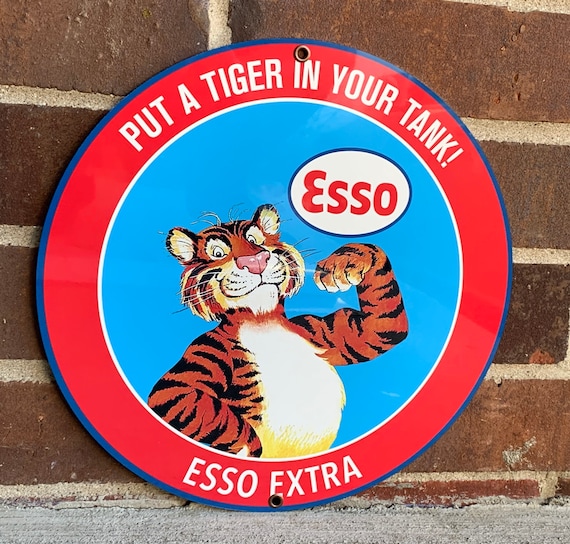 PUT A TIGER IN YOUR TANK!
Esso
ESSO EXTRA